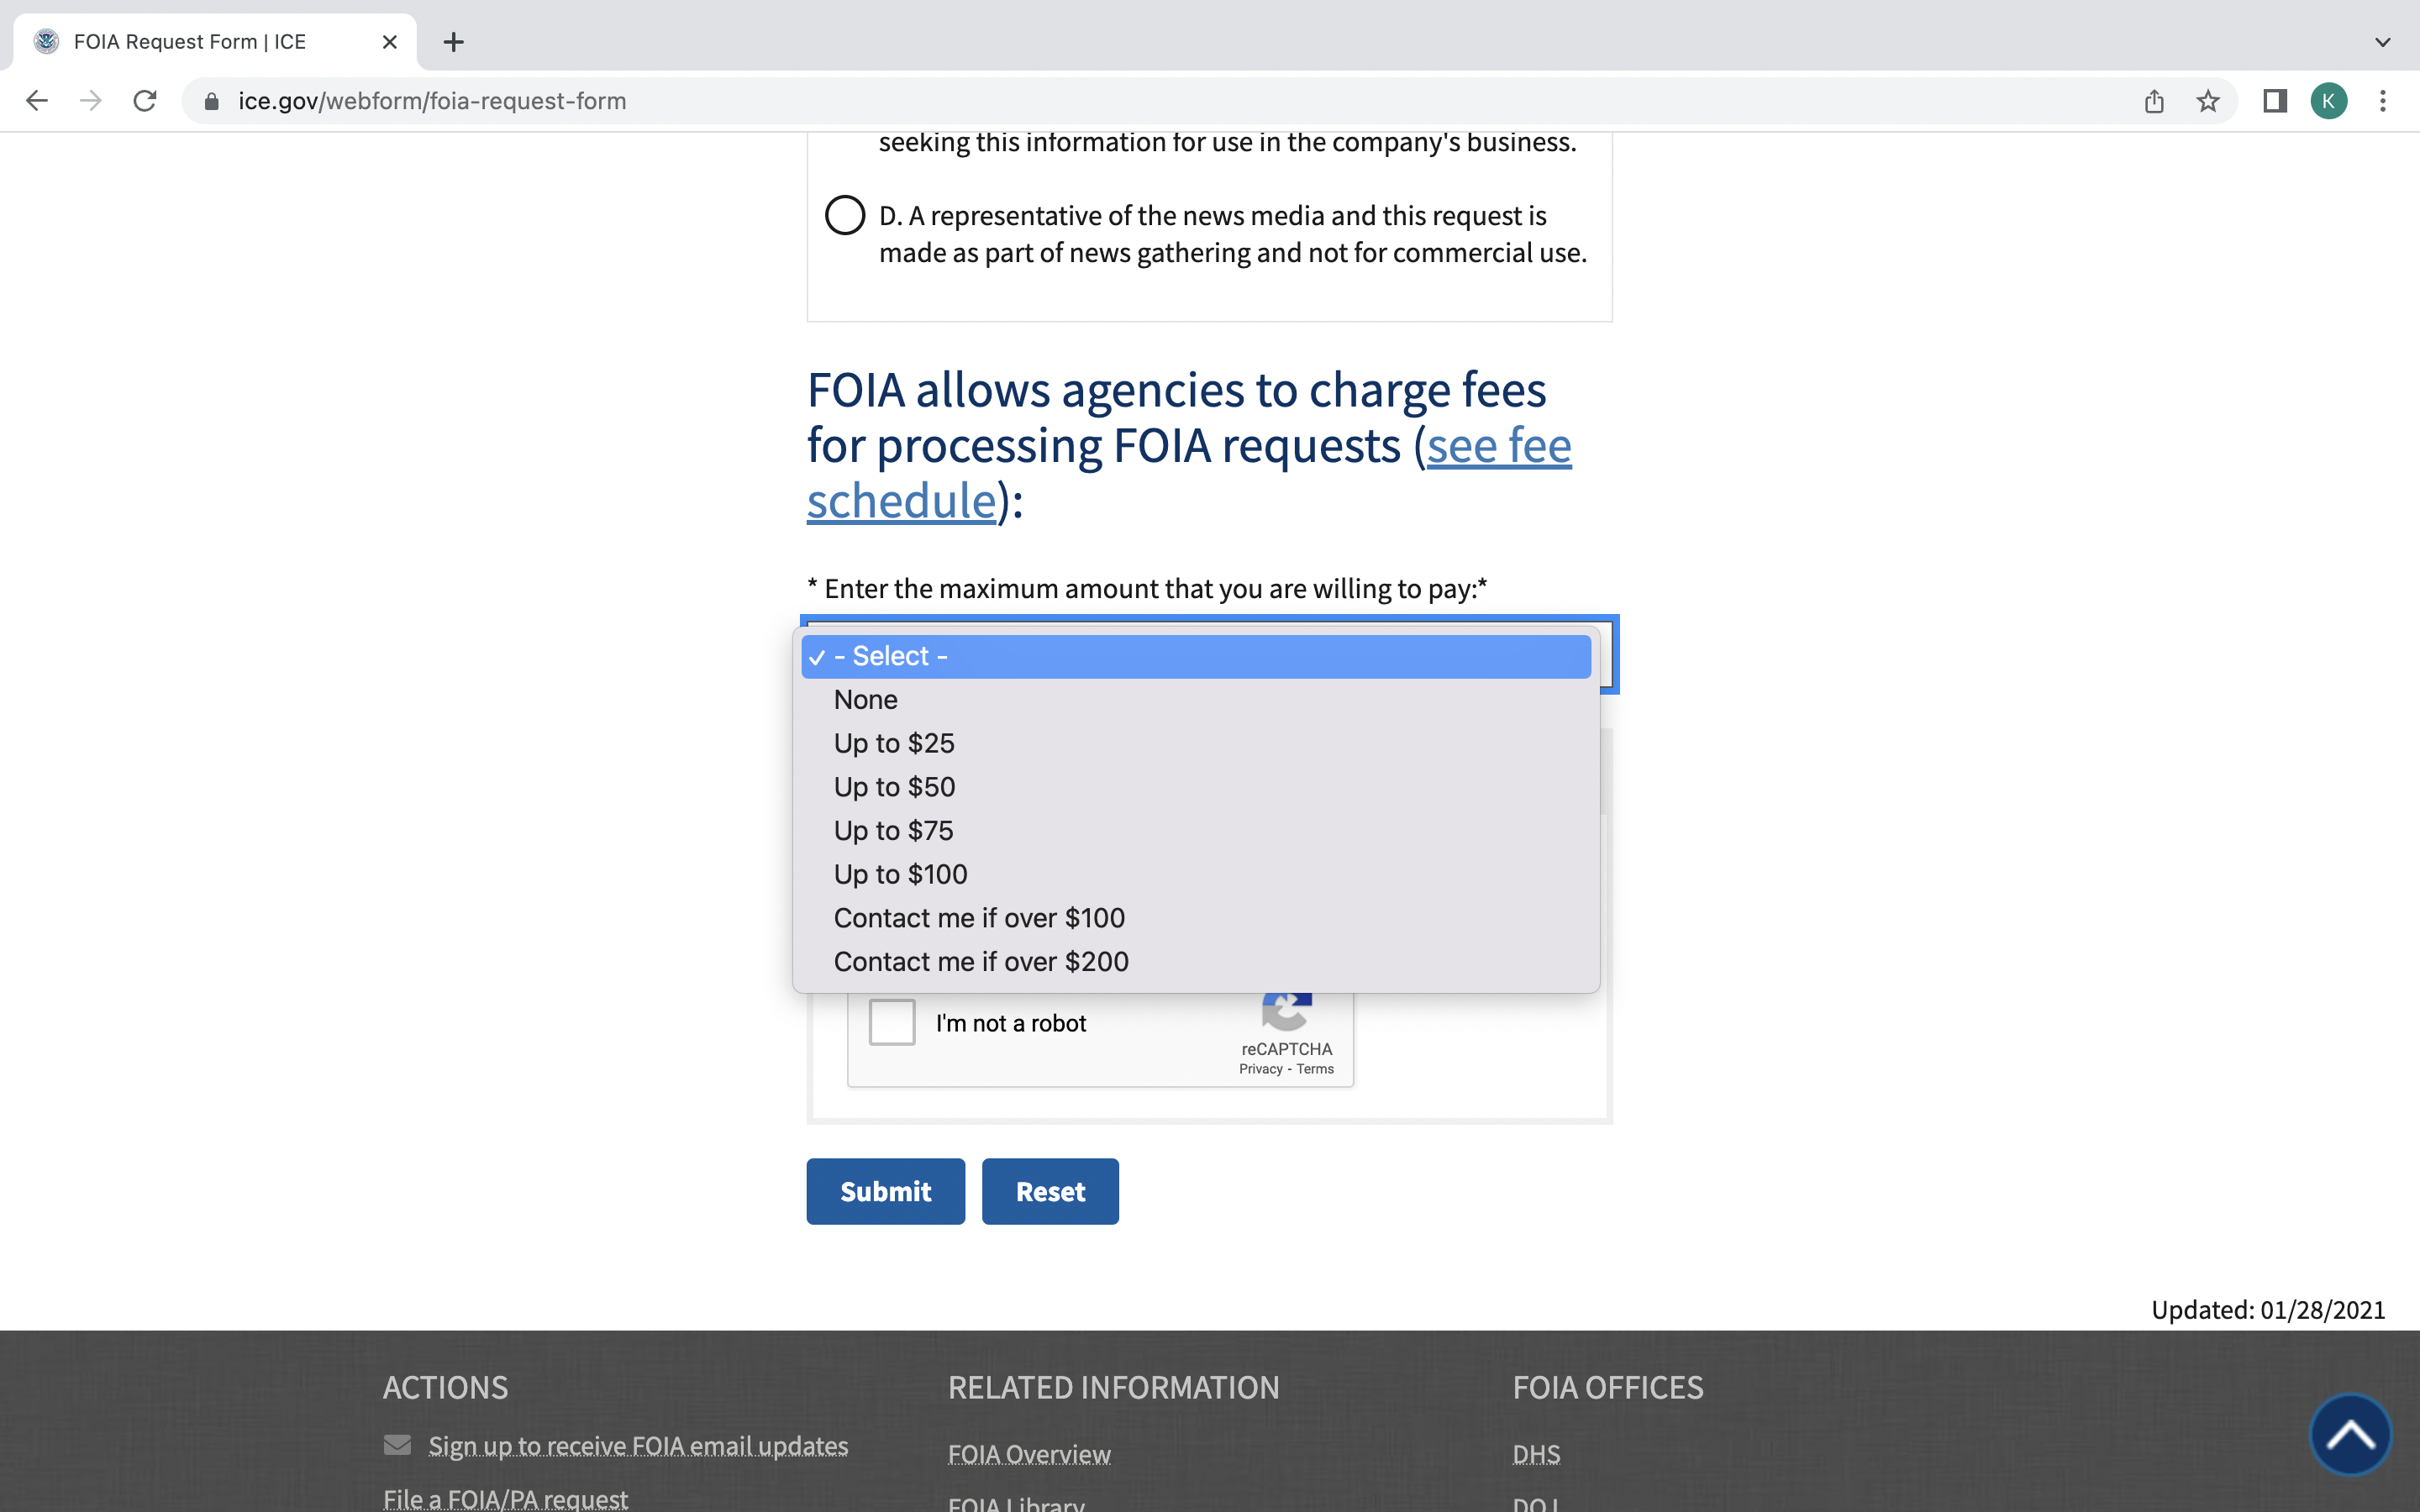 FOIA Request Form | ICE
ice.gov/webform/foia-request-form
K
seeking this information for use in the company's business.
D. A representative of the news media and this request is
made as part of news gathering and not for commercial use.
FOIA allows agencies to charge fees
for processing FOIA requests (see fee
schedule):
* Enter the maximum amount that you are willing to pay:*
✓ - Select -
None
Up to $25
Up to $50
Up to $75
Up to $100
Contact me if over $100
Contact me if over $200
I'm not a robot
reCAPTCHA
Privacy - Terms
Submit
Reset
Updated: 01/28/2021
ACTIONS
RELATED INFORMATION
FOIA OFFICES
Sign up to receive FOIA email updates
FOIA Overview
DHS
File a FOIA/PA request
FOIA Library
DOJ